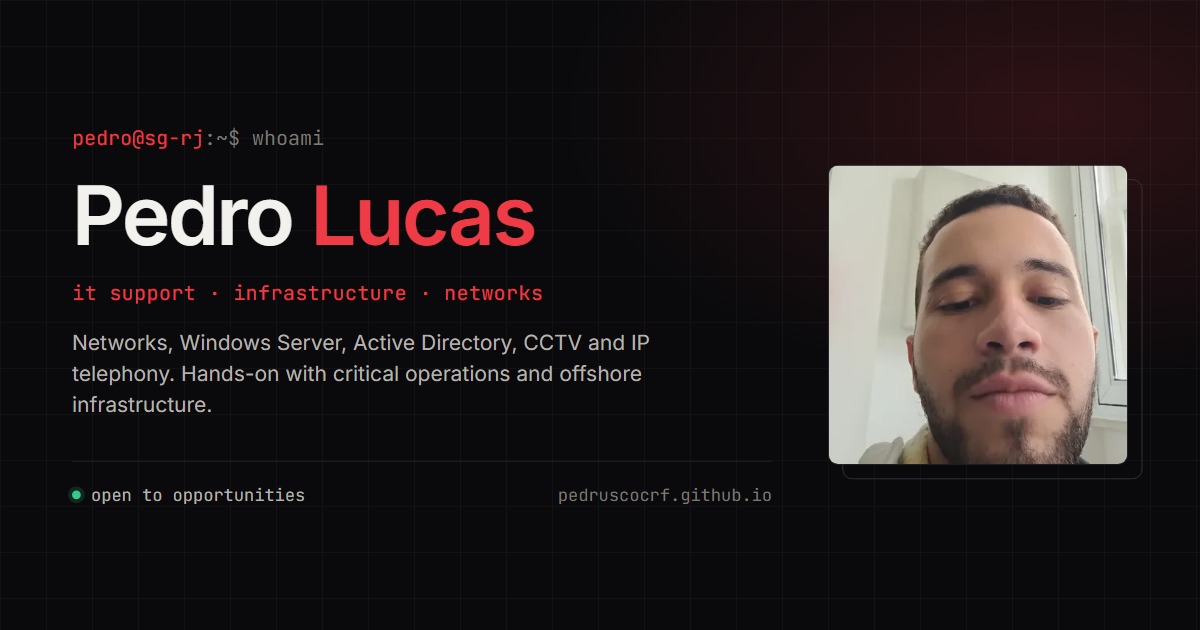 pedro@sg-rj:~$ whoami
Pedro Lucas
it support · infrastructure · networks
Networks, Windows Server, Active Directory, CCTV and IP
telephony. Hands-on with critical operations and offshore
infrastructure.
open to opportunities
pedruscocrf.github.io